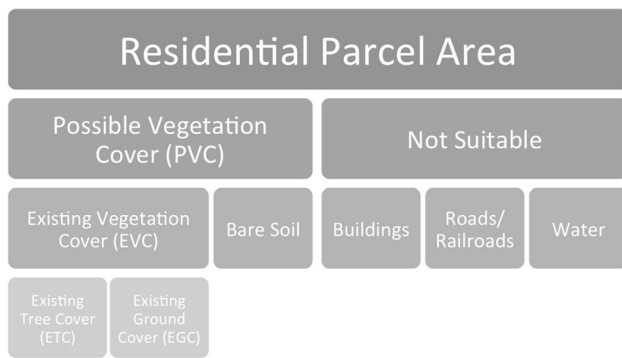 Residential Parcel Area
Possible Vegetation
Cover (PVC)
Not Suitable
Existing Vegetation
Cover (EVC)
Bare Soil
Buildings
Roads/
Railroads
Water
Existing
Tree Cover
(ETC)
Existing
Ground
Cover (EGC)